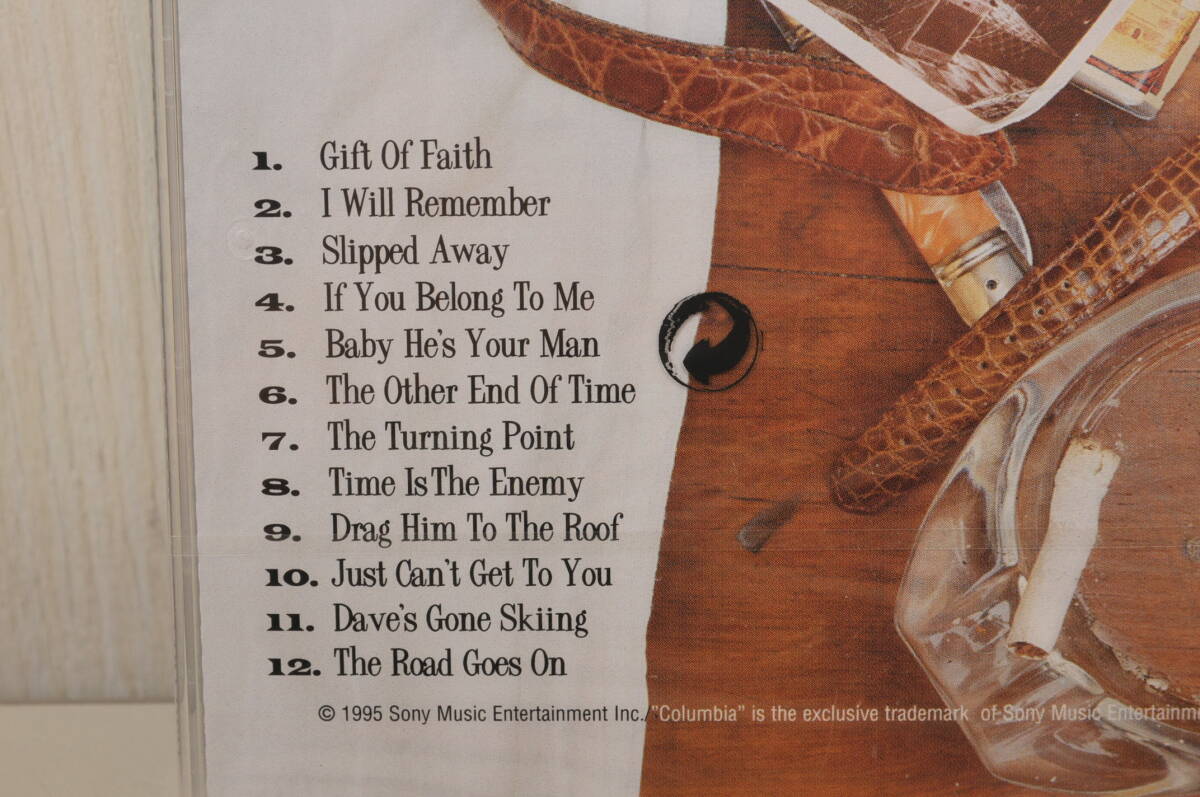 1. Gift Of Faith
2. I Will Remember
3. Slipped Away
4. If You Belong To Me
5. Baby He's Your Man
6. The Other End Of Time
7. The Turning Point
8. Time Is The Enemy
9. Drag Him To The Roof
10. Just Can't Get To You
11. Dave's Gone Skiing
12. The Road Goes On
© 1995 Sony Music Entertainment Inc./"Columbia" is the exclusive trademark of Sony Music Entertainme